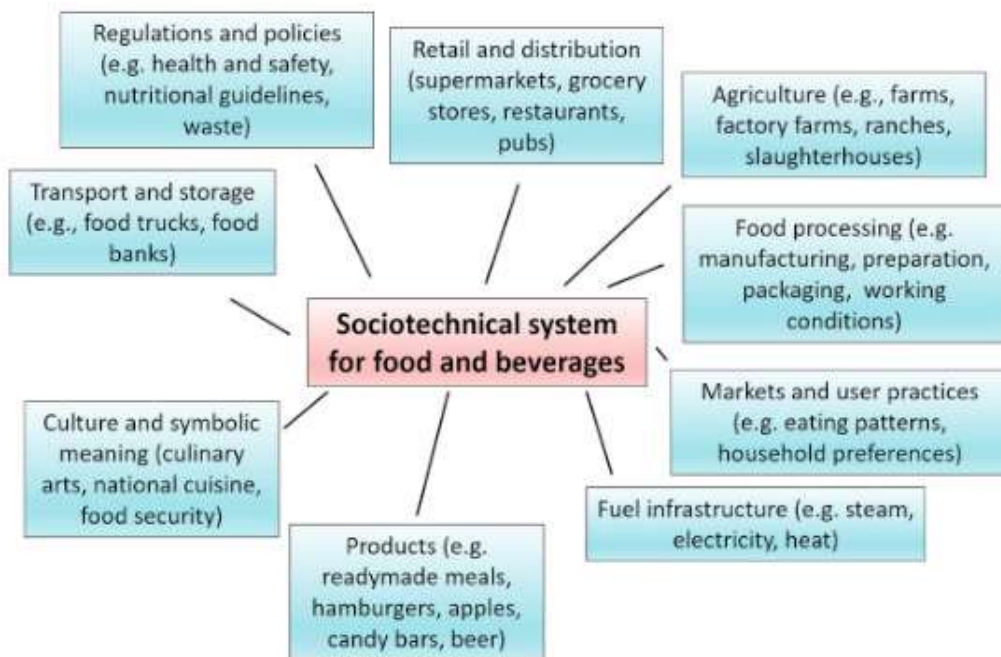 Regulations and policies
(e.g. health and safety,
nutritional guidelines,
waste)
Retail and distribution
(supermarkets, grocery
stores, restaurants,
pubs)
Agriculture (e.g., farms,
factory farms, ranches,
slaughterhouses)
Transport and storage
(e.g., food trucks, food
banks)
Food processing (e.g.
manufacturing, preparation,
packaging, working
conditions)
Sociotechnical system
for food and beverages
Markets and user practices
(e.g. eating patterns,
household preferences)
Culture and symbolic
meaning (culinary
arts, national cuisine,
food security)
Fuel infrastructure (e.g. steam,
electricity, heat)
Products (e.g.
readymade meals,
hamburgers, apples,
candy bars, beer)